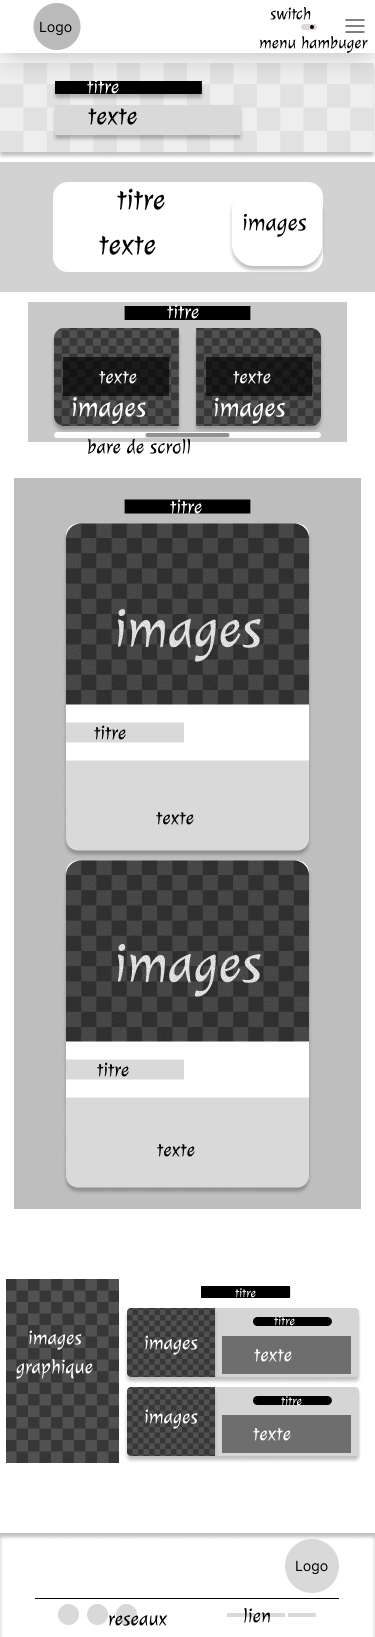 Logo
switch
menu hambuger
titre
texte
titre
texte
images
titre
texte
images
texte
images
bare de scroll
titre
images
titre
texte
images
titre
texte
images
graphique
titre
images
titre
texte
images
titre
texte
Logo
reseaux
lien